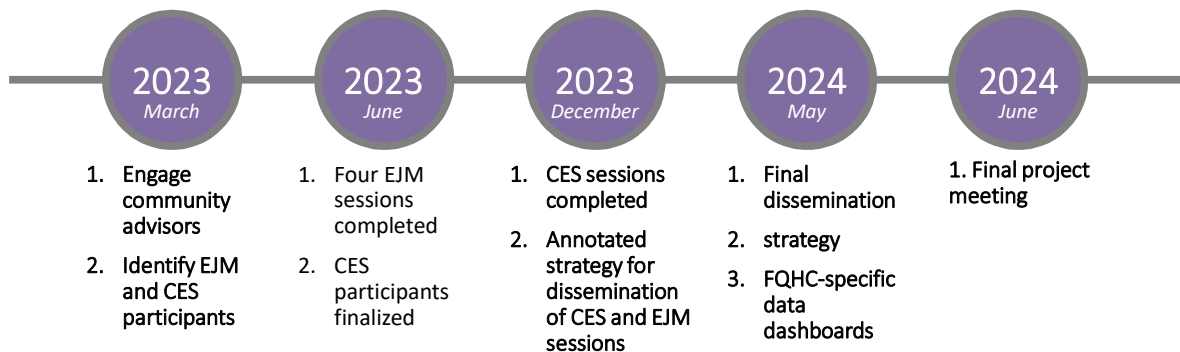 2023
March
1. Engage
community
advisors
2. Identify EJM
and CES
participants
2023
June
1. Four EJM
sessions
completed
2. CES
participants
finalized
2023
December
1. CES sessions
completed
2. Annotated
strategy for
dissemination
of CES and EJM
sessions
2024
May
1. Final
dissemination
2. strategy
3. FQHC-specific
data
dashboards
2024
June
1. Final project
meeting